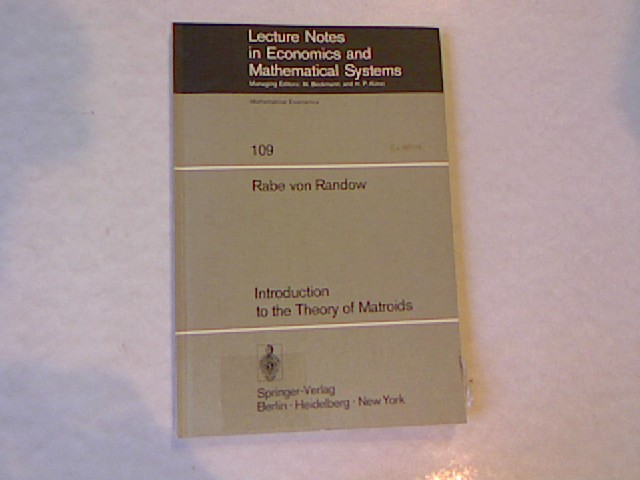 Lecture Notes
in Economics and
Mathematical Systems
Managing Editors: M. Beckmann and H. P. Künzi
Mathematical Economics
109
Rabe von Randow
Introduction
to the Theory of Matroids
Springer-Verlag
Berlin · Heidelberg · New York